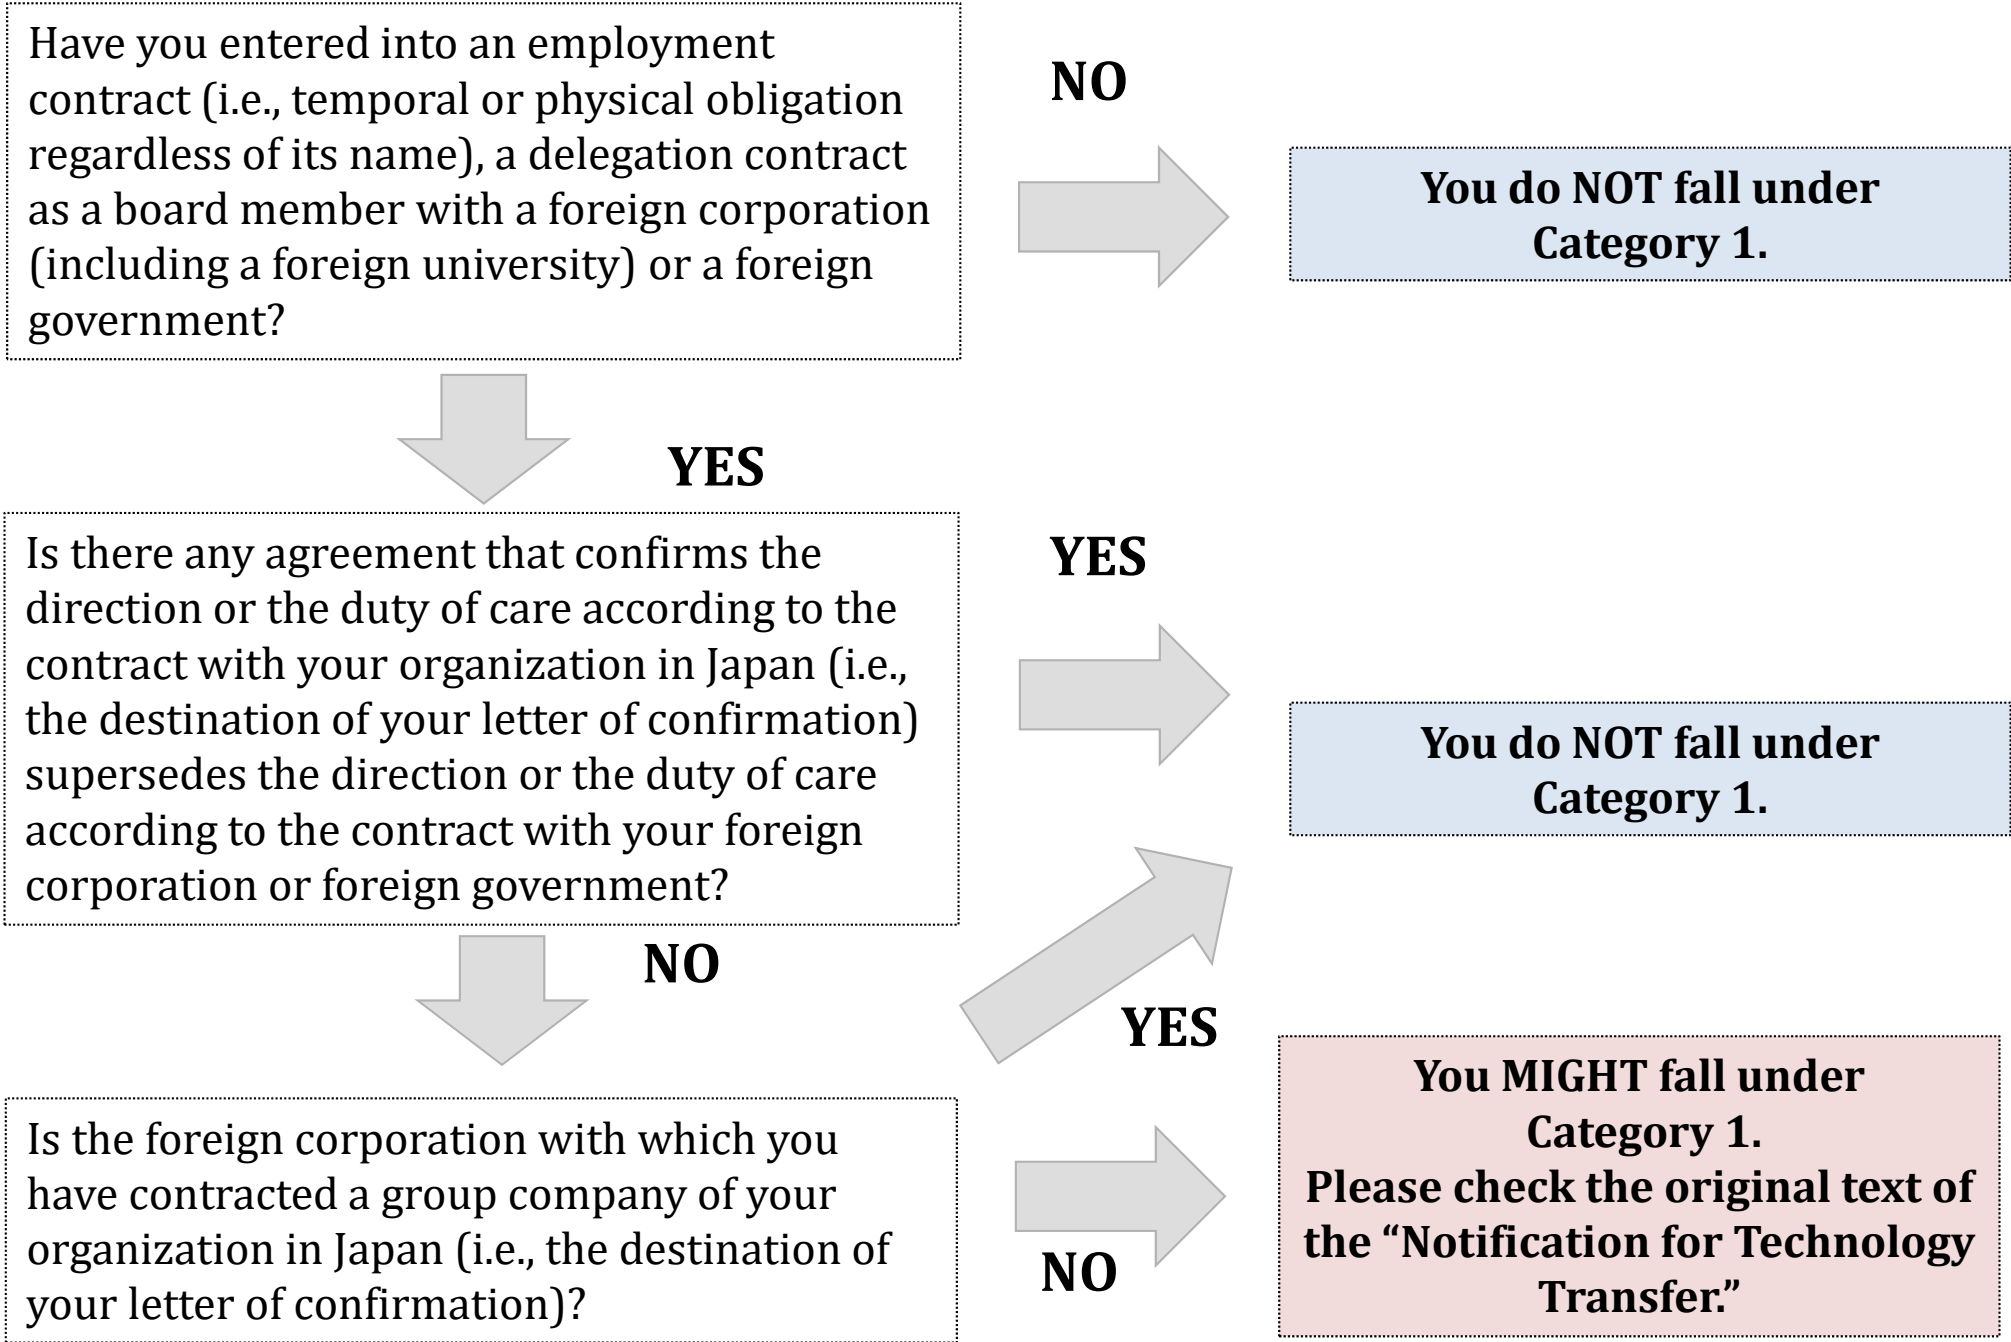 Have you entered into an employment
contract (i.e., temporal or physical obligation
regardless of its name), a delegation contract
as a board member with a foreign corporation
(including a foreign university) or a foreign
government?
NO
You do NOT fall under
Category 1.
YES
Is there any agreement that confirms the
direction or the duty of care according to the
contract with your organization in Japan (i.e.,
the destination of your letter of confirmation)
supersedes the direction or the duty of care
according to the contract with your foreign
corporation or foreign government?
YES
You do NOT fall under
Category 1.
NO
Is the foreign corporation with which you
have contracted a group company of your
organization in Japan (i.e., the destination of
your letter of confirmation)?
YES
NO
You MIGHT fall under
Category 1.
Please check the original text of
the “Notification for Technology
Transfer.”